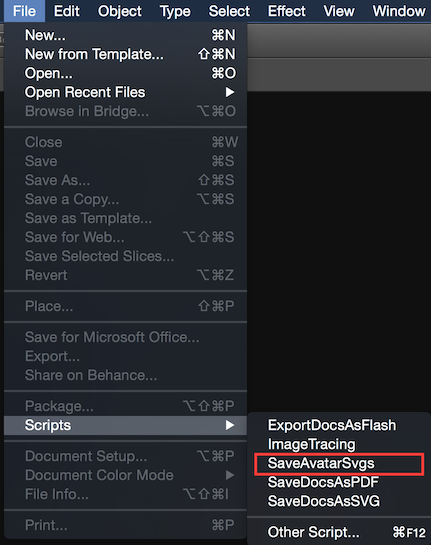 File Edit Object Type Select Effect View Window
New... ⌘N
New from Template... ⇧⌘N
Open... ⌘O
Open Recent Files ▶
Browse in Bridge... ⌥⌘O
Close ⌘W
Save ⌘S
Save As... ⇧⌘S
Save a Copy... ⌥⌘S
Save as Template...
Save for Web... ⌥⇧⌘S
Save Selected Slices...
Revert ⌥⌘Z
Place... ⇧⌘P
Save for Microsoft Office...
Export...
Share on Behance...
Package... ⌥⇧⌘P
Scripts ▶
Document Setup... ⌥⌘P
Document Color Mode ▶
File Info... ⌥⇧⌘I
Print... ⌘P
ExportDocsAsFlash
ImageTracing
SaveAvatarSvgs
SaveDocsAsPDF
SaveDocsAsSVG
Other Script... ⌘F12